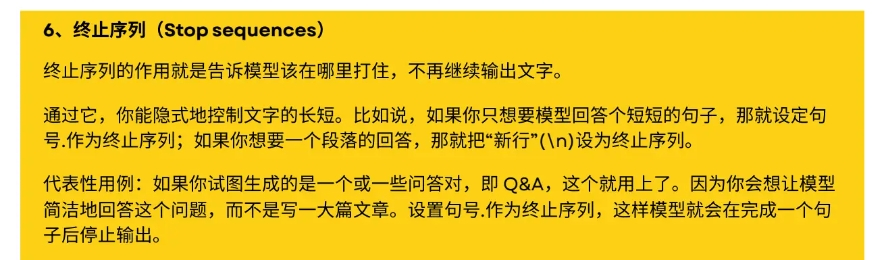 6、终止序列（Stop sequences）
终止序列的作用就是告诉模型该在哪里打住，不再继续输出文字。
通过它，你能隐式地控制文字的长短。比如说，如果你只想要模型回答个短短的句子，那就设定句
号.作为终止序列；如果你想要一个段落的回答，那就把“新行”(\n)设为终止序列。
代表性用例：如果你试图生成的是一个或一些问答对，即 Q&A，这个就用上了。因为你会想让模型
简洁地回答这个问题，而不是写一大篇文章。设置句号.作为终止序列，这样模型就会在完成一个句
子后停止输出。